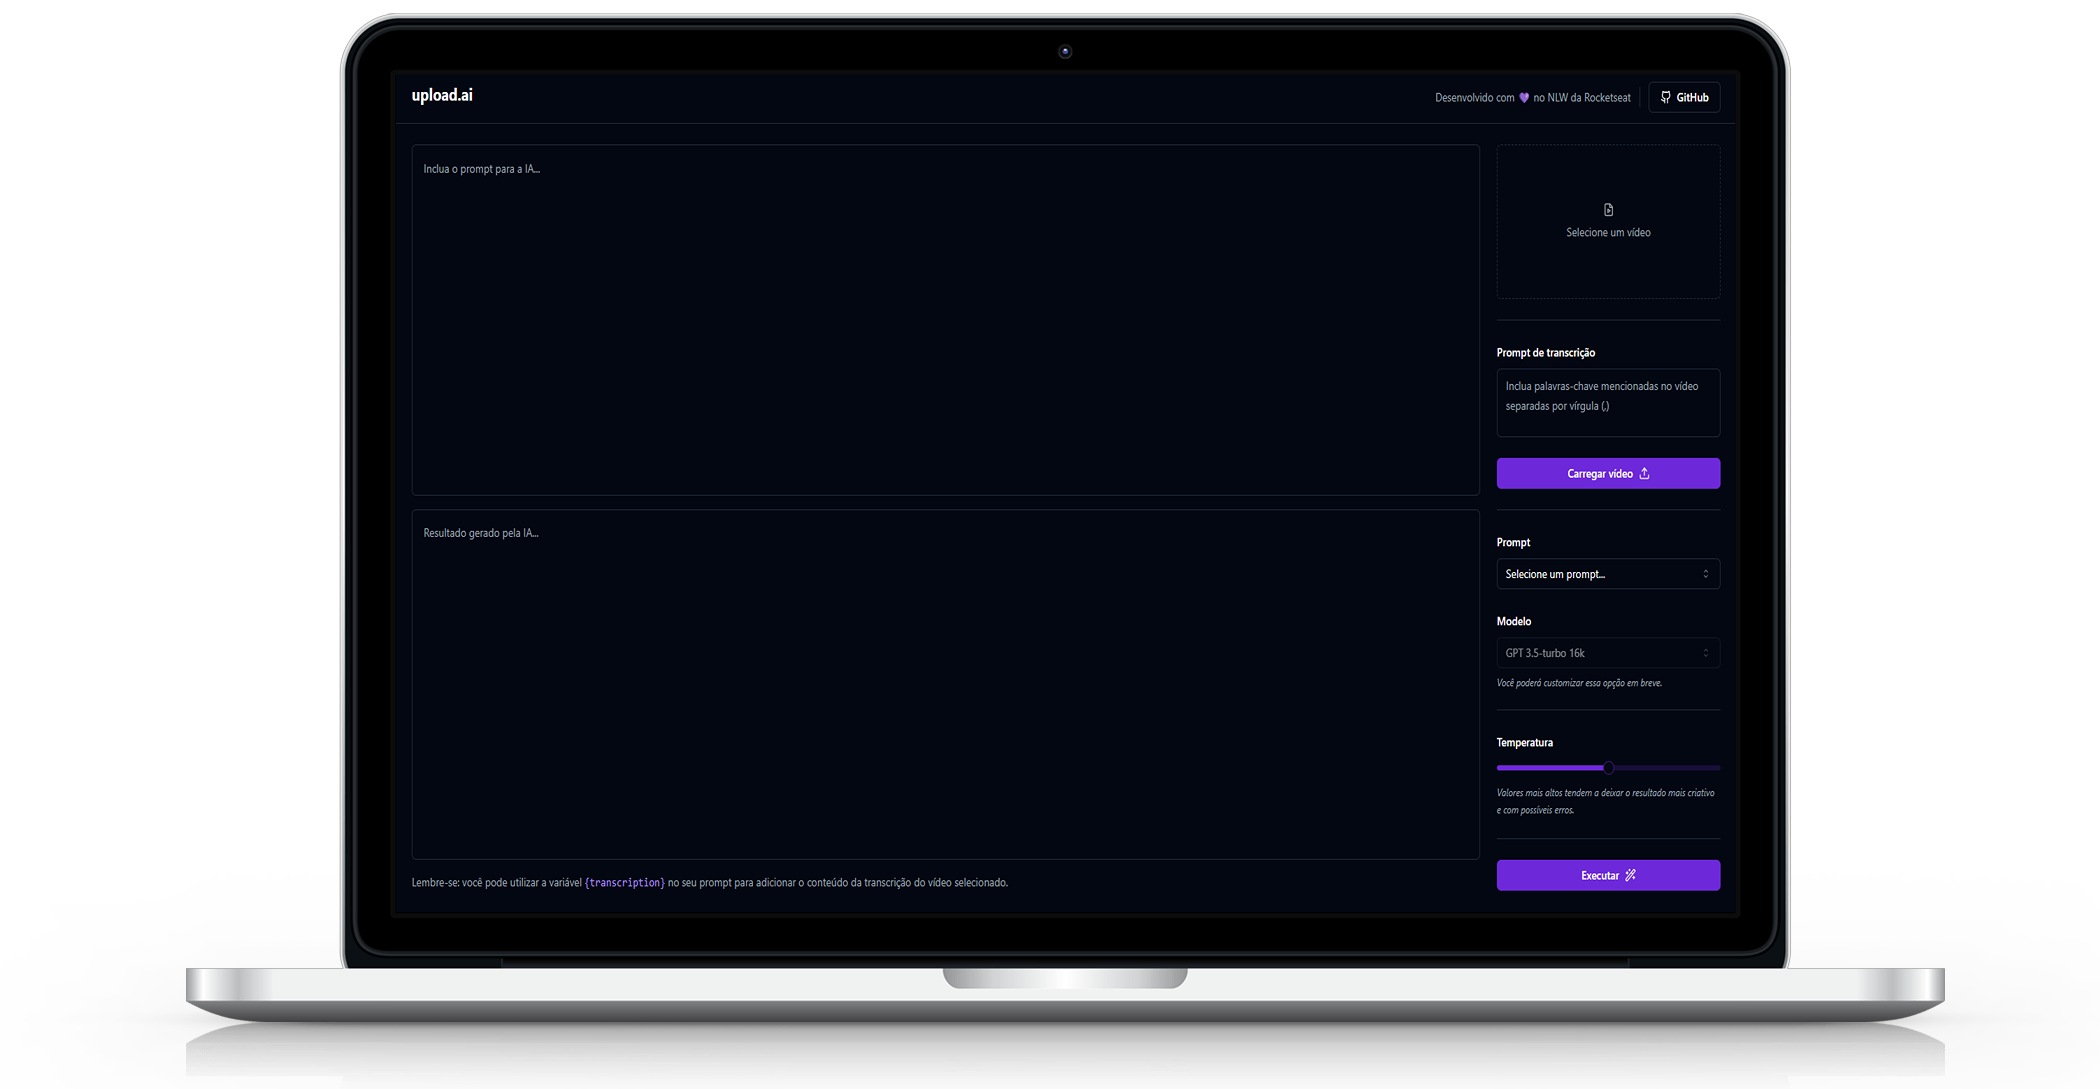 upload.ai
Desenvolvido com 💜 no NLW da Rocketseat
GitHub
Inclua o prompt para a IA...
Resultado gerado pela IA...
Lembre-se: você pode utilizar a variável {transcription} no seu prompt para adicionar o conteúdo da transcrição do vídeo selecionado.
Selecione um vídeo
Prompt de transcrição
Inclua palavras-chave mencionadas no vídeo
separadas por vírgula (,)
Carregar vídeo
Prompt
Selecione um prompt...
Modelo
GPT 3.5-turbo 16k
Você poderá customizar essa opção em breve.
Temperatura
Valores mais altos tendem a deixar o resultado mais criativo
e com possíveis erros.
Executar